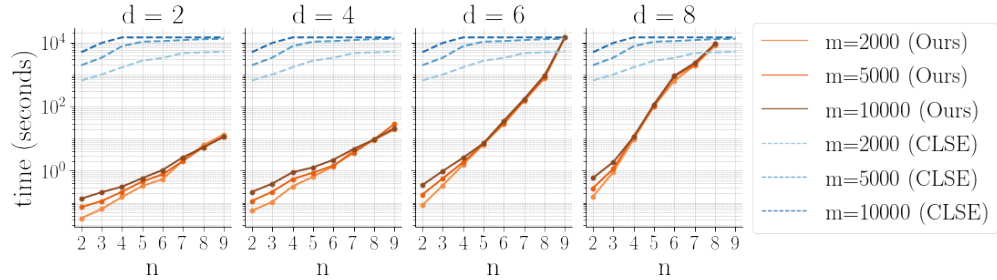 d = 2 d = 4 d = 6 d = 8
10^4
10^2
10^0
time (seconds)
2 3 4 5 6 7 8 9 2 3 4 5 6 7 8 9 2 3 4 5 6 7 8 9 2 3 4 5 6 7 8 9
n n n n
m=2000 (Ours)
m=5000 (Ours)
m=10000 (Ours)
m=2000 (CLSE)
m=5000 (CLSE)
m=10000 (CLSE)